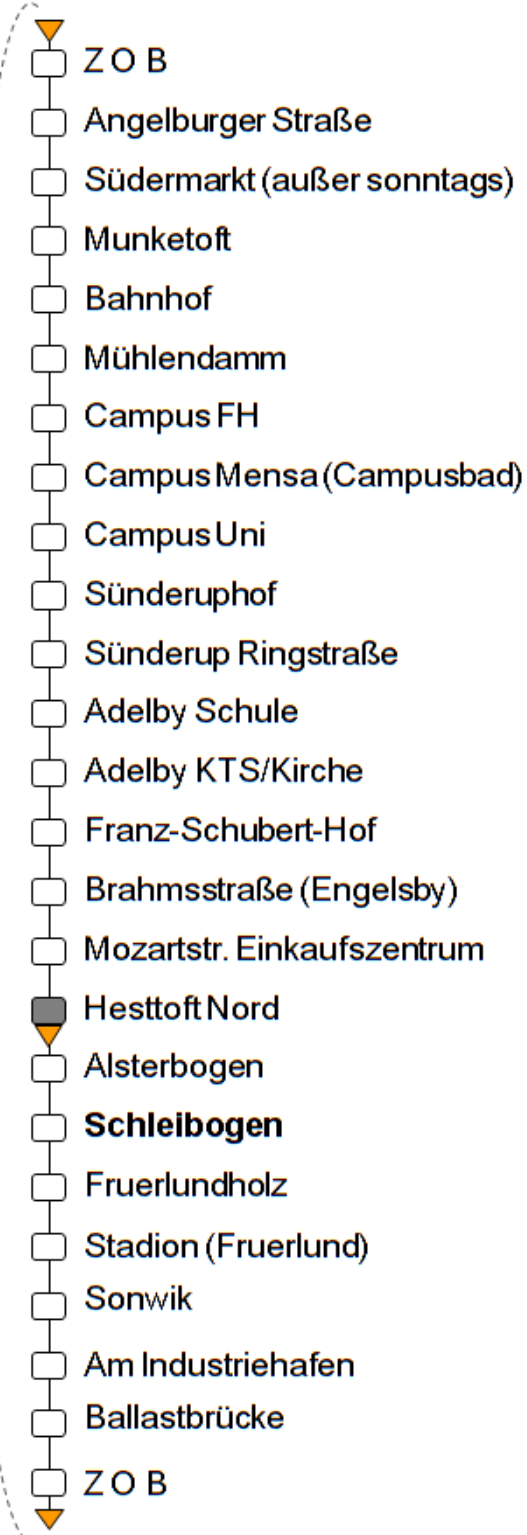 Z O B
Angelburger Straße
Südermarkt (außer sonntags)
Munketoft
Bahnhof
Mühlendamm
Campus FH
Campus Mensa (Campusbad)
Campus Uni
Sünderuphof
Sünderup Ringstraße
Adelby Schule
Adelby KTS/Kirche
Franz-Schubert-Hof
Brahmsstraße (Engelsby)
Mozartstr. Einkaufszentrum
Hesttoft Nord
Alsterbogen
Schleibogen
Fruerlundholz
Stadion (Fruerlund)
Sonwik
Am Industriehafen
Ballastbrücke
Z O B